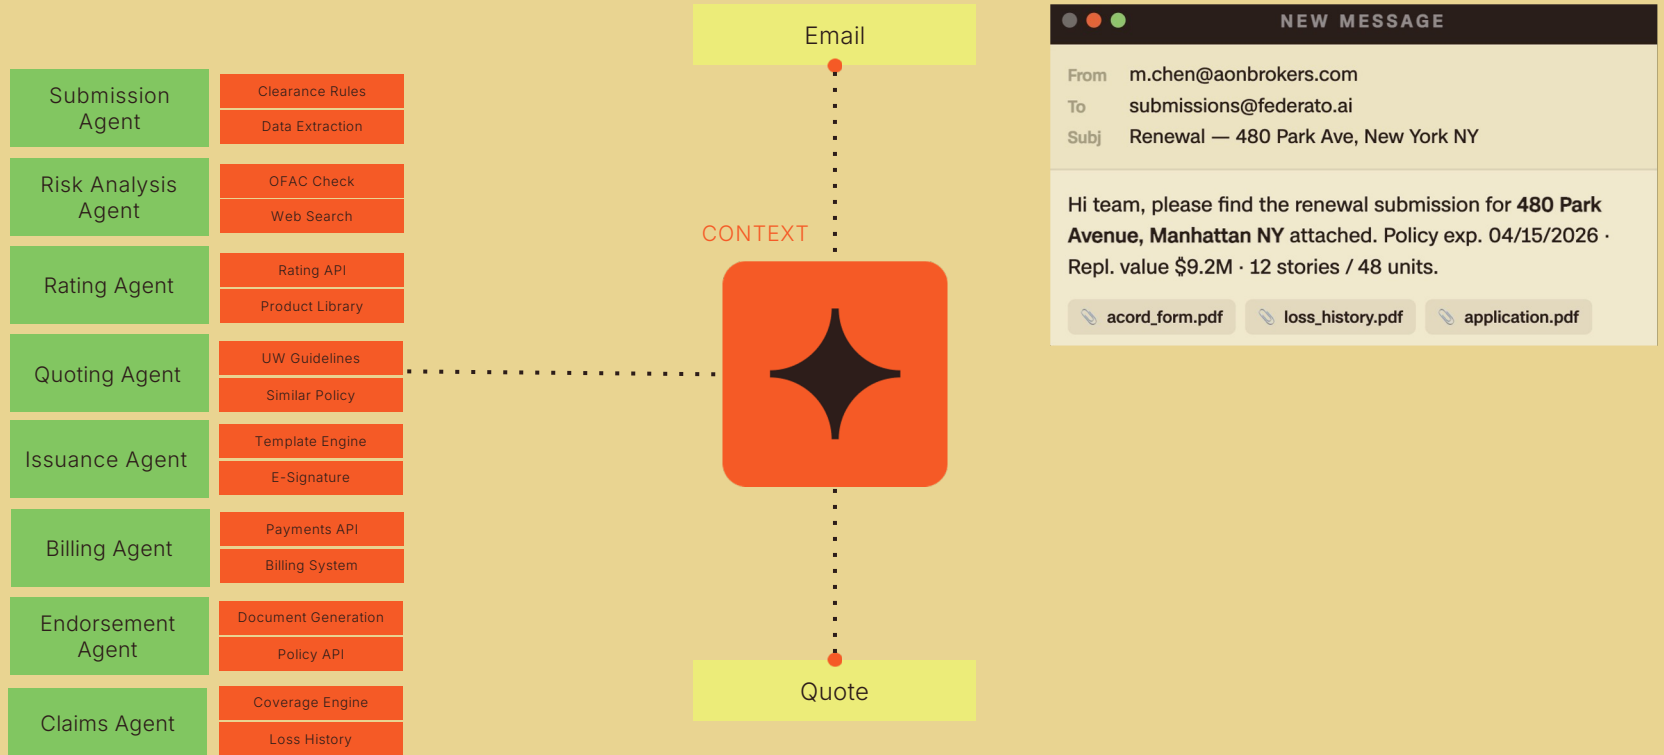 Email
NEW MESSAGE
From m.chen@aonbrokers.com
To submissions@federato.ai
Subj Renewal — 480 Park Ave, New York NY
Hi team, please find the renewal submission for 480 Park
Avenue, Manhattan NY attached. Policy exp. 04/15/2026 ·
Repl. value $9.2M · 12 stories / 48 units.
acord_form.pdf loss_history.pdf application.pdf
Submission
Agent
Clearance Rules
Data Extraction
Risk Analysis
Agent
OFAC Check
Web Search
Rating Agent
Rating API
Product Library
Quoting Agent
UW Guidelines
Similar Policy
Issuance Agent
Template Engine
E-Signature
Billing Agent
Payments API
Billing System
Endorsement
Agent
Document Generation
Policy API
Claims Agent
Coverage Engine
Loss History
CONTEXT
Quote